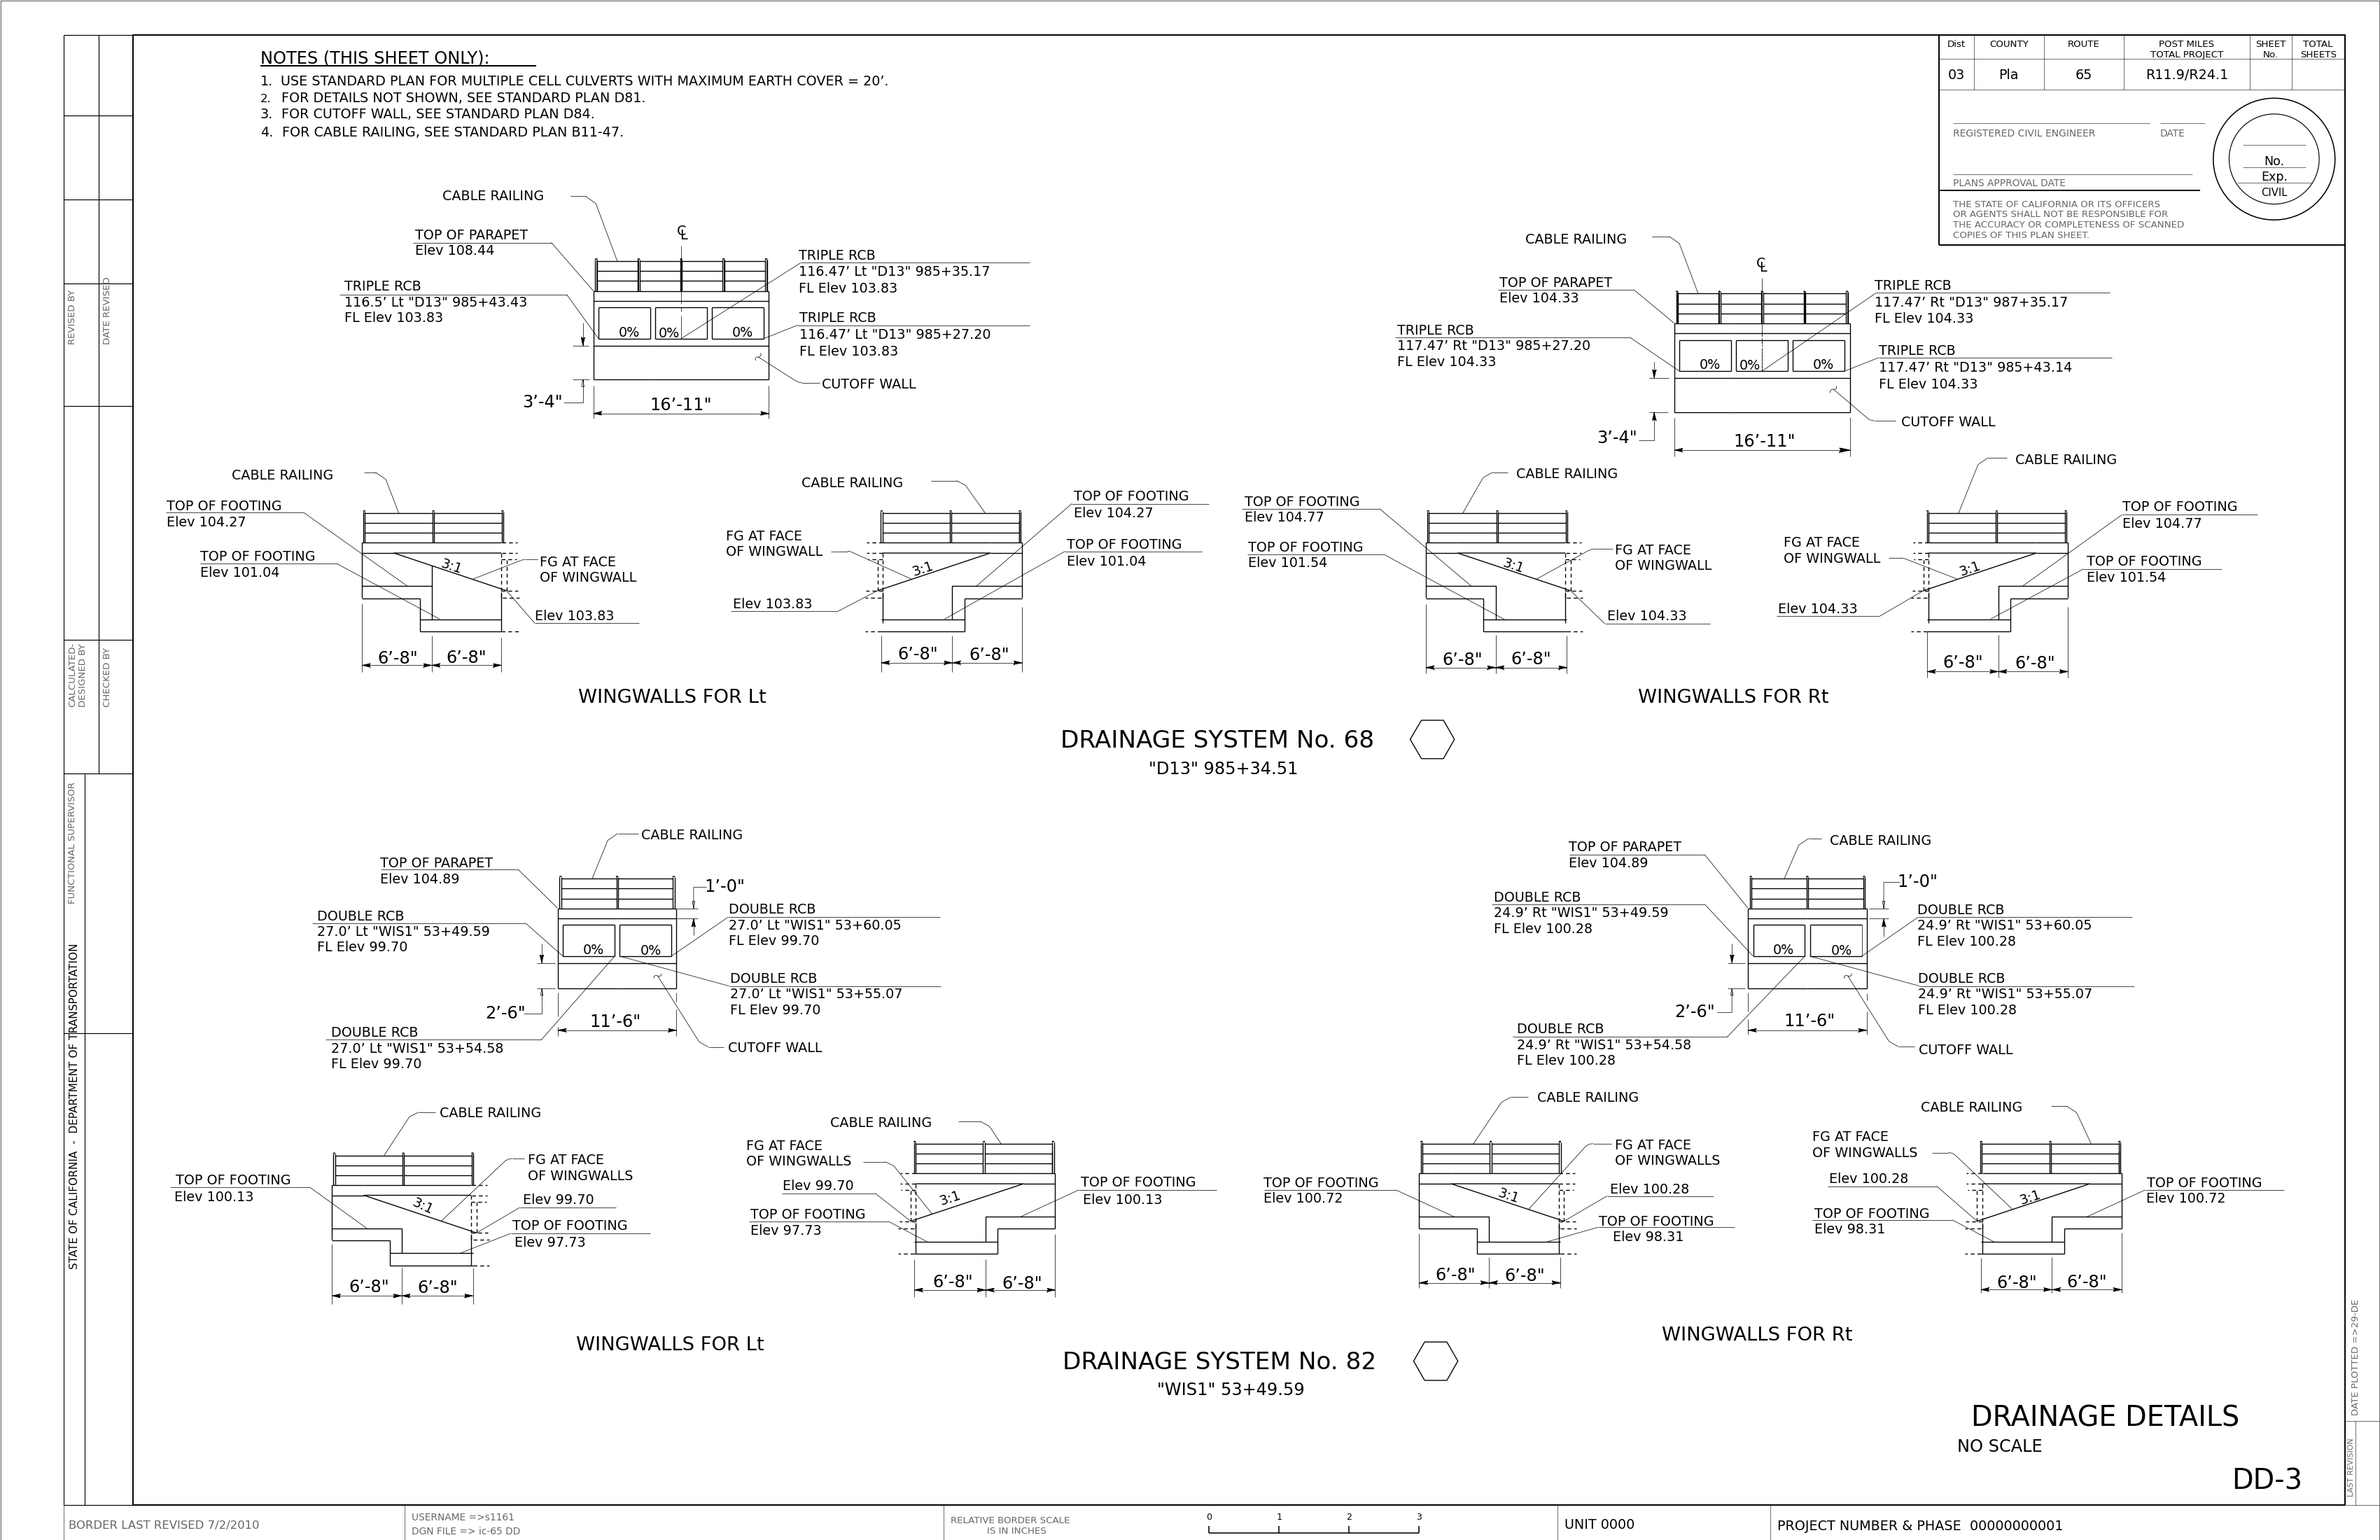 NOTES (THIS SHEET ONLY):
1. USE STANDARD PLAN FOR MULTIPLE CELL CULVERTS WITH MAXIMUM EARTH COVER = 20’.
2. FOR DETAILS NOT SHOWN, SEE STANDARD PLAN D81.
3. FOR CUTOFF WALL, SEE STANDARD PLAN D84.
4. FOR CABLE RAILING, SEE STANDARD PLAN B11-47.
Dist COUNTY ROUTE POST MILES TOTAL PROJECT SHEET No. TOTAL SHEETS
03 Pla 65 R11.9/R24.1
REGISTERED CIVIL ENGINEER DATE
PLANS APPROVAL DATE
No.
Exp.
CIVIL
THE STATE OF CALIFORNIA OR ITS OFFICERS
OR AGENTS SHALL NOT BE RESPONSIBLE FOR
THE ACCURACY OR COMPLETENESS OF SCANNED
COPIES OF THIS PLAN SHEET.
CABLE RAILING
TOP OF PARAPET
Elev 108.44
℄
TRIPLE RCB
116.5’ Lt "D13" 985+43.43
FL Elev 103.83
TRIPLE RCB
116.47’ Lt "D13" 985+35.17
FL Elev 103.83
TRIPLE RCB
116.47’ Lt "D13" 985+27.20
FL Elev 103.83
0% 0% 0%
CUTOFF WALL
3’-4"
16’-11"
CABLE RAILING
TOP OF PARAPET
Elev 104.33
℄
TRIPLE RCB
117.47’ Rt "D13" 985+27.20
FL Elev 104.33
TRIPLE RCB
117.47’ Rt "D13" 987+35.17
FL Elev 104.33
TRIPLE RCB
117.47’ Rt "D13" 985+43.14
FL Elev 104.33
0% 0% 0%
CUTOFF WALL
3’-4"
16’-11"
CABLE RAILING
TOP OF FOOTING
Elev 104.27
TOP OF FOOTING
Elev 101.04
3:1
FG AT FACE
OF WINGWALL
Elev 103.83
6’-8" 6’-8"
CABLE RAILING
FG AT FACE
OF WINGWALL
3:1
TOP OF FOOTING
Elev 104.27
TOP OF FOOTING
Elev 101.04
Elev 103.83
6’-8" 6’-8"
WINGWALLS FOR Lt
CABLE RAILING
TOP OF FOOTING
Elev 104.77
TOP OF FOOTING
Elev 101.54
3:1
FG AT FACE
OF WINGWALL
Elev 104.33
6’-8" 6’-8"
CABLE RAILING
FG AT FACE
OF WINGWALL
3:1
TOP OF FOOTING
Elev 104.77
TOP OF FOOTING
Elev 101.54
Elev 104.33
6’-8" 6’-8"
WINGWALLS FOR Rt
DRAINAGE SYSTEM No. 68
"D13" 985+34.51
CABLE RAILING
TOP OF PARAPET
Elev 104.89
1’-0"
DOUBLE RCB
27.0’ Lt "WIS1" 53+49.59
FL Elev 99.70
DOUBLE RCB
27.0’ Lt "WIS1" 53+60.05
FL Elev 99.70
0% 0%
DOUBLE RCB
27.0’ Lt "WIS1" 53+55.07
FL Elev 99.70
2’-6"
11’-6"
DOUBLE RCB
27.0’ Lt "WIS1" 53+54.58
FL Elev 99.70
CUTOFF WALL
CABLE RAILING
TOP OF PARAPET
Elev 104.89
1’-0"
DOUBLE RCB
24.9’ Rt "WIS1" 53+49.59
FL Elev 100.28
DOUBLE RCB
24.9’ Rt "WIS1" 53+60.05
FL Elev 100.28
0% 0%
DOUBLE RCB
24.9’ Rt "WIS1" 53+55.07
FL Elev 100.28
2’-6"
11’-6"
DOUBLE RCB
24.9’ Rt "WIS1" 53+54.58
FL Elev 100.28
CUTOFF WALL
CABLE RAILING
TOP OF FOOTING
Elev 100.13
3:1
FG AT FACE
OF WINGWALLS
Elev 99.70
TOP OF FOOTING
Elev 97.73
6’-8" 6’-8"
CABLE RAILING
FG AT FACE
OF WINGWALLS
Elev 99.70
3:1
TOP OF FOOTING
Elev 97.73
TOP OF FOOTING
Elev 100.13
6’-8" 6’-8"
WINGWALLS FOR Lt
CABLE RAILING
TOP OF FOOTING
Elev 100.72
3:1
FG AT FACE
OF WINGWALLS
Elev 100.28
TOP OF FOOTING
Elev 98.31
6’-8" 6’-8"
CABLE RAILING
FG AT FACE
OF WINGWALLS
Elev 100.28
3:1
TOP OF FOOTING
Elev 98.31
TOP OF FOOTING
Elev 100.72
6’-8" 6’-8"
WINGWALLS FOR Rt
DRAINAGE SYSTEM No. 82
"WIS1" 53+49.59
DRAINAGE DETAILS
NO SCALE
DD-3
REVISED BY
DATE REVISED
CALCULATED-
DESIGNED BY
CHECKED BY
FUNCTIONAL SUPERVISOR
STATE OF CALIFORNIA - DEPARTMENT OF TRANSPORTATION
DATE PLOTTED =>29-DE
LAST REVISION
BORDER LAST REVISED 7/2/2010
USERNAME =>s1161
DGN FILE => ic-65 DD
RELATIVE BORDER SCALE
IS IN INCHES
0 1 2 3
UNIT 0000
PROJECT NUMBER & PHASE 00000000001